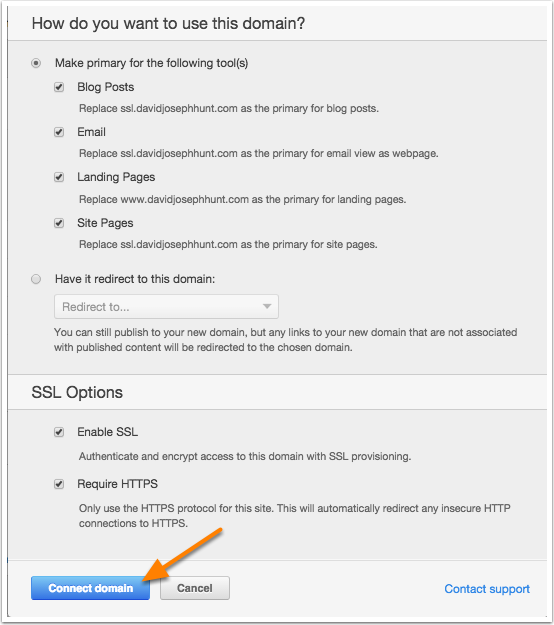 How do you want to use this domain?
Make primary for the following tool(s)
Blog Posts
Replace ssl.davidjosephhunt.com as the primary for blog posts.
Email
Replace ssl.davidjosephhunt.com as the primary for email view as webpage.
Landing Pages
Replace www.davidjosephhunt.com as the primary for landing pages.
Site Pages
Replace ssl.davidjosephhunt.com as the primary for site pages.
Have it redirect to this domain:
Redirect to...
You can still publish to your new domain, but any links to your new domain that are not associated
with published content will be redirected to the chosen domain.
SSL Options
Enable SSL
Authenticate and encrypt access to this domain with SSL provisioning.
Require HTTPS
Only use the HTTPS protocol for this site. This will automatically redirect any insecure HTTP
connections to HTTPS.
Connect domain
Cancel
Contact support